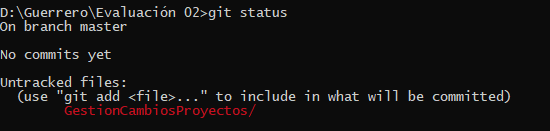 D:\Guerrero\Evaluación 02>git status
On branch master
No commits yet
Untracked files:
(use "git add <file>..." to include in what will be committed)
GestionCambiosProyectos/